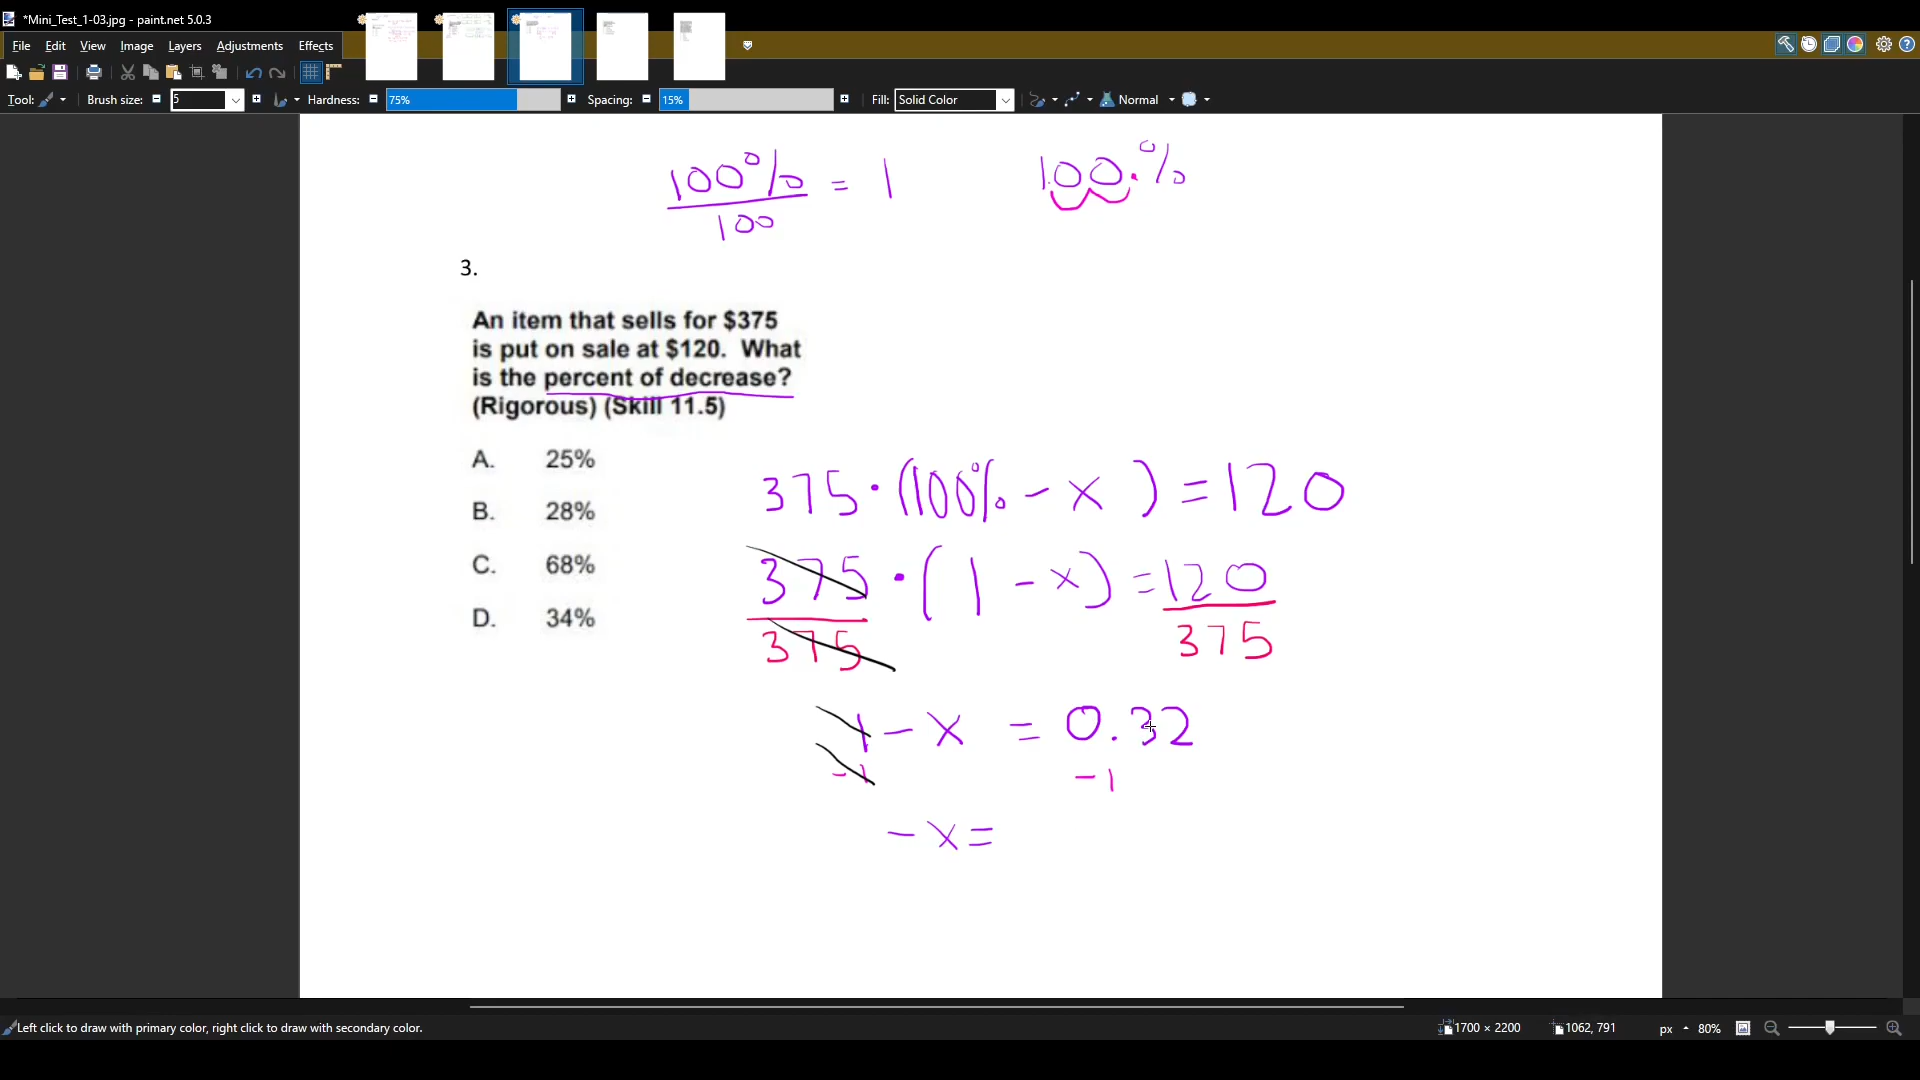 *Mini_Test_1-03.jpg - paint.net 5.0.3
File Edit View Image Layers Adjustments Effects
Tool: Brush size: 5 Hardness: 75% Spacing: 15% Fill: Solid Color Normal
100% = 1 100.%
100
3.
An item that sells for $375
is put on sale at $120. What
is the percent of decrease?
(Rigorous) (Skill 11.5)
A. 25%
B. 28%
C. 68%
D. 34%
375·(100% - x) = 120
375·(1 - x) = 120
375 375
1 - x = 0.32
-1 -1
-x =
Left click to draw with primary color, right click to draw with secondary color.
1700 × 2200 1062, 791 px 80%